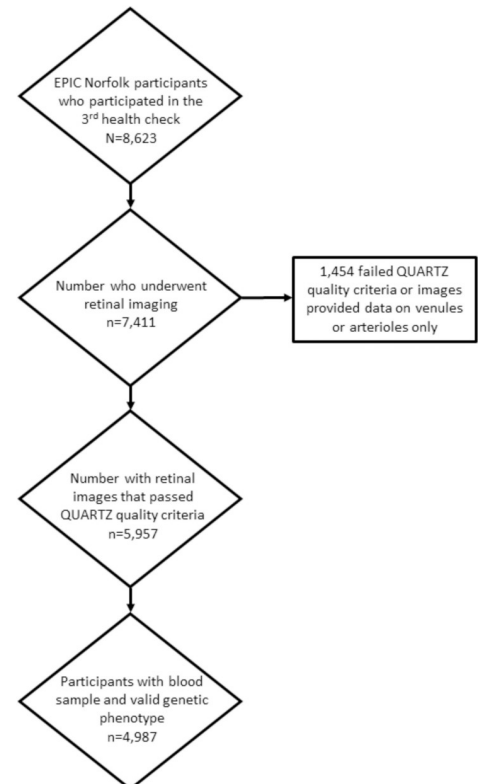 EPIC Norfolk participants
who participated in the
3rd health check
N=8,623
Number who underwent
retinal imaging
n=7,411
1,454 failed QUARTZ
quality criteria or images
provided data on venules
or arterioles only
Number with retinal
images that passed
QUARTZ quality criteria
n=5,957
Participants with blood
sample and valid genetic
phenotype
n=4,987